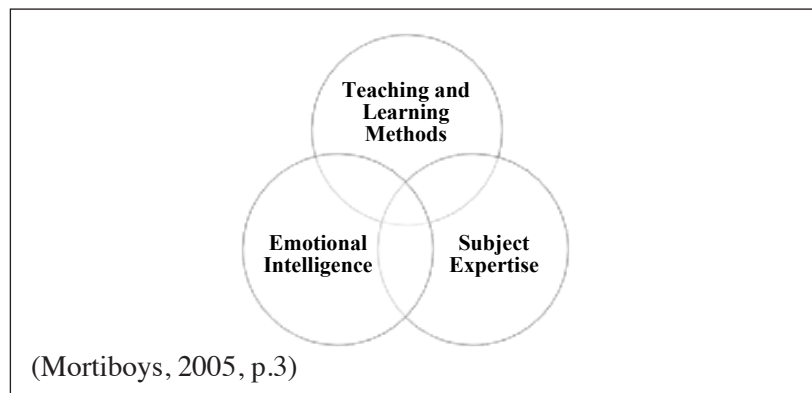 Teaching and
Learning
Methods
Emotional
Intelligence
Subject
Expertise
(Mortiboys, 2005, p.3)